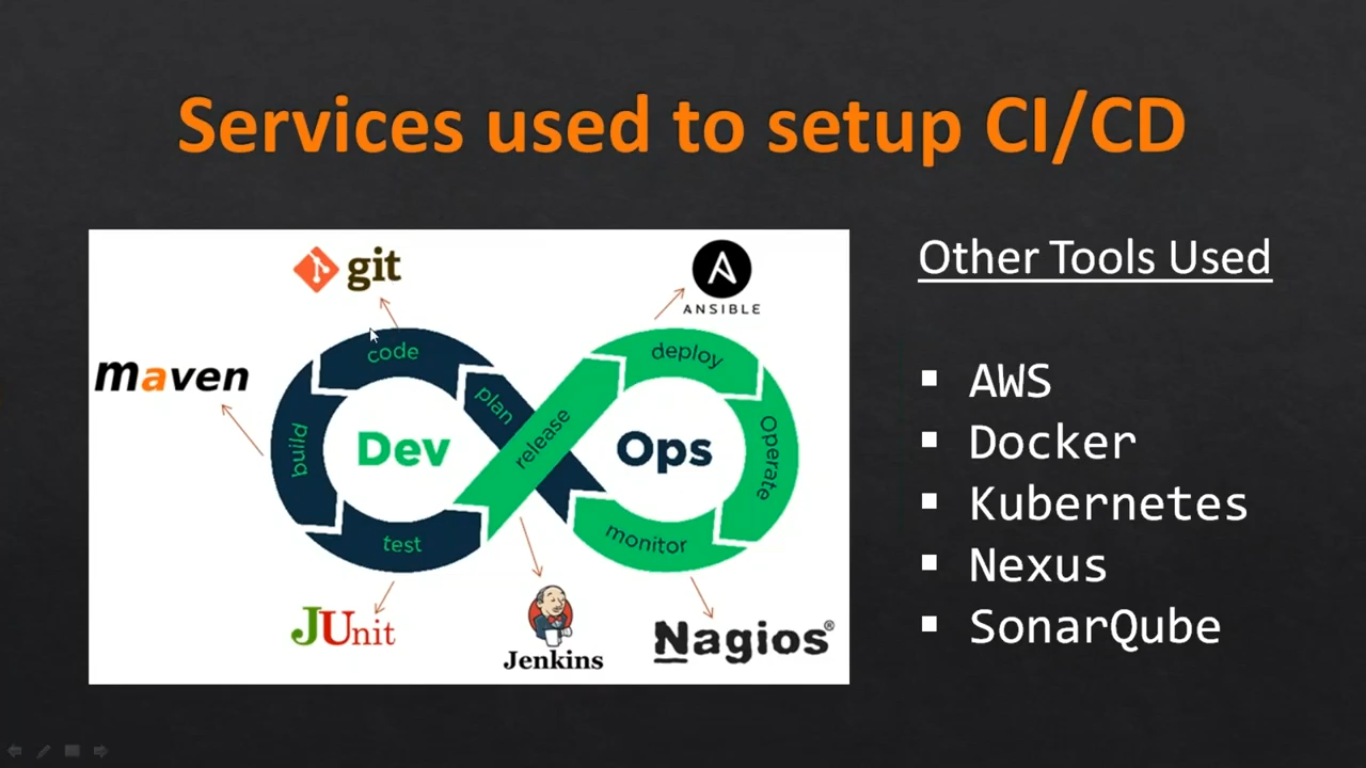 Services used to setup CI/CD
git
ANSIBLE
maven
code
plan
build
Dev
test
release
deploy
Ops
Operate
monitor
JUnit
Jenkins
Nagios®
Other Tools Used
▪ AWS
▪ Docker
▪ Kubernetes
▪ Nexus
▪ SonarQube